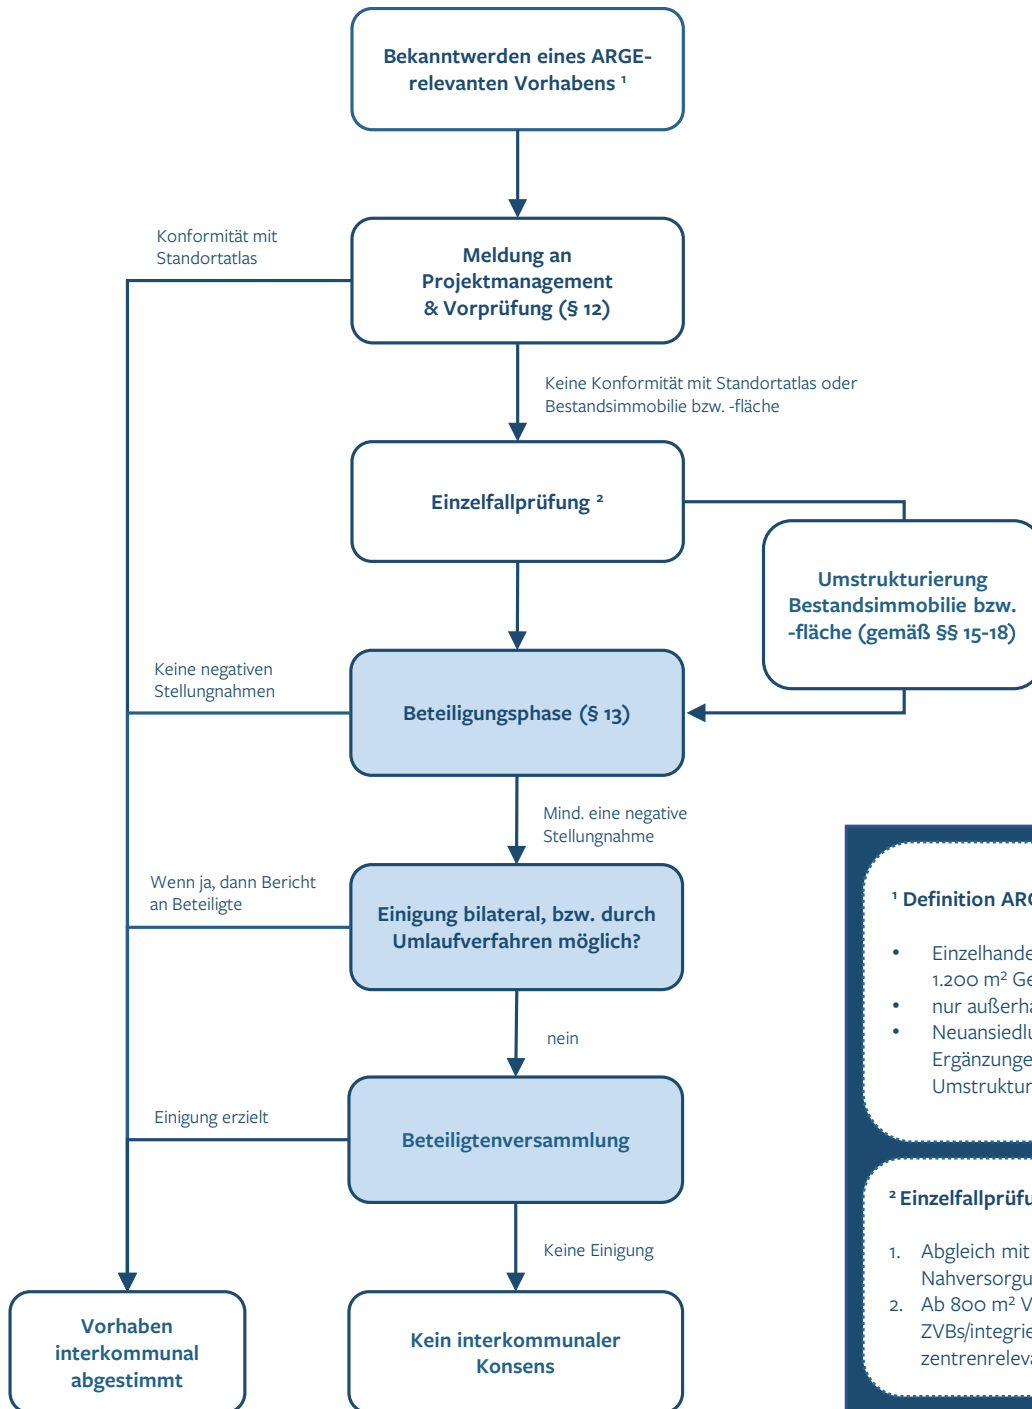 Bekanntwerden eines ARGE-
relevanten Vorhabens ¹
Konformität mit
Standortatlas
Meldung an
Projektmanagement
& Vorprüfung (§ 12)
Keine Konformität mit Standortatlas oder
Bestandsimmobilie bzw. -fläche
Einzelfallprüfung ²
Umstrukturierung
Bestandsimmobilie bzw.
-fläche (gemäß §§ 15-18)
Keine negativen
Stellungnahmen
Beteiligungsphase (§ 13)
Mind. eine negative
Stellungnahme
Wenn ja, dann Bericht
an Beteiligte
Einigung bilateral, bzw. durch
Umlaufverfahren möglich?
nein
Einigung erzielt
Beteiligtenversammlung
Keine Einigung
Vorhaben
interkommunal
abgestimmt
Kein interkommunaler
Konsens
¹ Definition
• Einzelhande
1.200 m² Ge
• nur außerha
• Neuansiedlu
Ergänzunge
Umstruktur
² Einzelfallprüfu
1. Abgleich mit
Nahversorgu
2. Ab 800 m² V
ZVBs/integrie
zentrenreleva